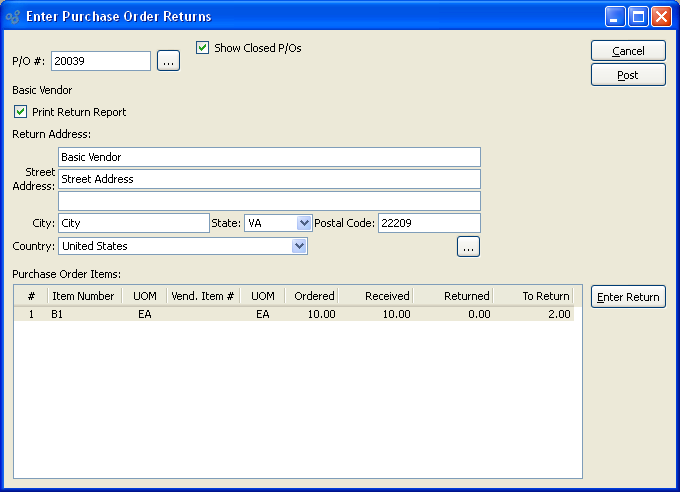 Enter Purchase Order Returns
P/O #: 20039 ... Show Closed P/Os Cancel
Post
Basic Vendor
Print Return Report
Return Address:
Basic Vendor
Street Address: Street Address
City: City State: VA Postal Code: 22209
Country: United States ...
Purchase Order Items:
# Item Number UOM Vend. Item # UOM Ordered Received Returned To Return Enter Return
1 B1 EA EA 10.00 10.00 0.00 2.00